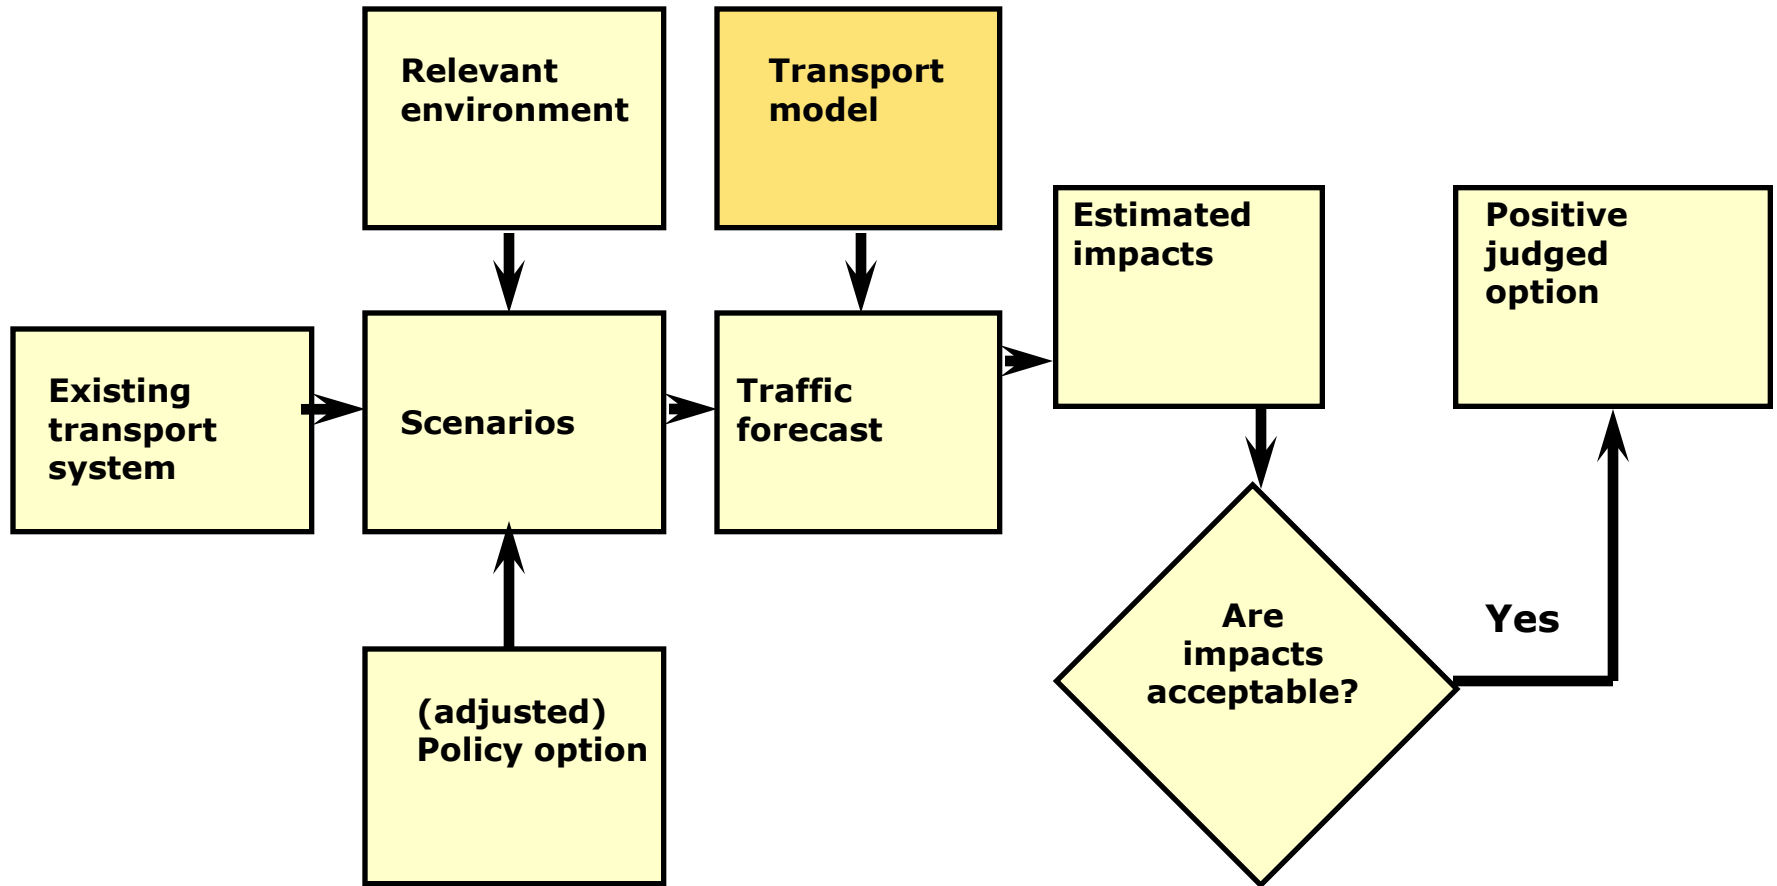 Relevant
environment
Transport
model
Estimated
impacts
Positive
judged
option
Existing
transport
system
Scenarios
Traffic
forecast
Are
impacts
acceptable?
Yes
(adjusted)
Policy option